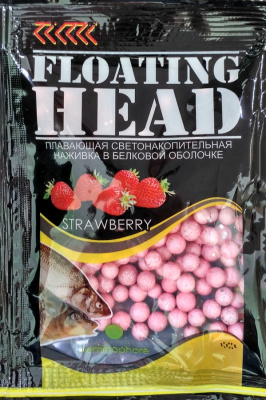 FLOATING
HEAD
ПЛАВАЮЩАЯ СВЕТОНАКОПИТЕЛЬНАЯ
НАЖИВКА В БЕЛКОВОЙ ОБОЛОЧКЕ
STRAWBERRY